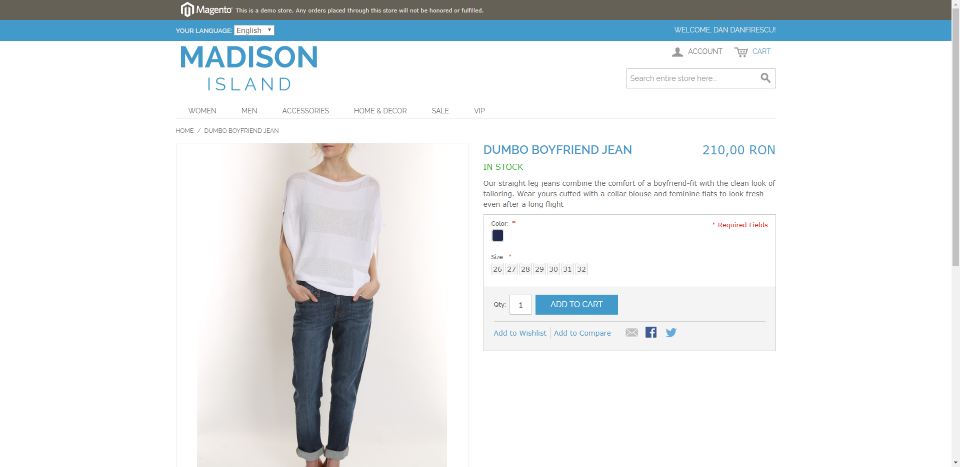 Magento® This is a demo store. Any orders placed through this store will not be honored or fulfilled.
YOUR LANGUAGE: English
WELCOME, DAN DANFIRESCU!
MADISON
ISLAND
ACCOUNT CART
Search entire store here...
WOMEN MEN ACCESSORIES HOME & DECOR SALE VIP
HOME / DUMBO BOYFRIEND JEAN
DUMBO BOYFRIEND JEAN 210,00 RON
IN STOCK
Our straight leg jeans combine the comfort of a boyfriend-fit with the clean look of
tailoring. Wear yours cuffed with a collar blouse and feminine flats to look fresh
even after a long flight
Color: *
* Required Fields
Size *
26 27 28 29 30 31 32
Qty: 1 ADD TO CART
Add to Wishlist Add to Compare